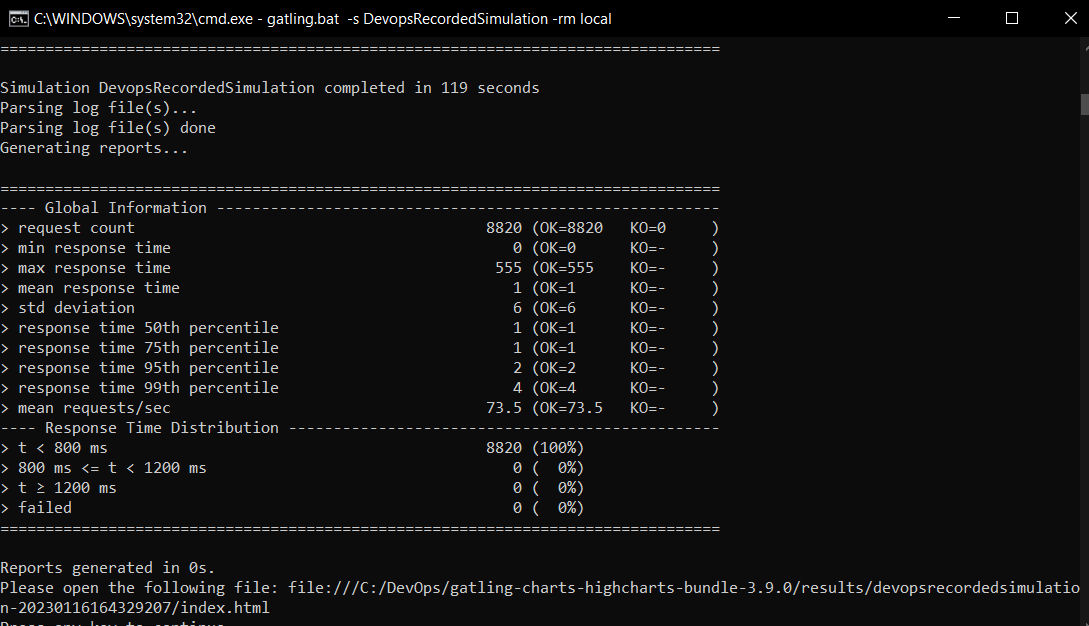 C:\WINDOWS\system32\cmd.exe - gatling.bat  -s DevopsRecordedSimulation -rm local
================================================================================

Simulation DevopsRecordedSimulation completed in 119 seconds
Parsing log file(s)...
Parsing log file(s) done
Generating reports...

================================================================================
---- Global Information --------------------------------------------------------
> request count                                       8820 (OK=8820   KO=0     )
> min response time                                      0 (OK=0      KO=-     )
> max response time                                    555 (OK=555    KO=-     )
> mean response time                                     1 (OK=1      KO=-     )
> std deviation                                          6 (OK=6      KO=-     )
> response time 50th percentile                          1 (OK=1      KO=-     )
> response time 75th percentile                          1 (OK=1      KO=-     )
> response time 95th percentile                          2 (OK=2      KO=-     )
> response time 99th percentile                          4 (OK=4      KO=-     )
> mean requests/sec                                   73.5 (OK=73.5   KO=-     )
---- Response Time Distribution ------------------------------------------------
> t < 800 ms                                          8820 (100%)
> 800 ms <= t < 1200 ms                                  0 (  0%)
> t ≥ 1200 ms                                            0 (  0%)
> failed                                                 0 (  0%)
================================================================================

Reports generated in 0s.
Please open the following file: file:///C:/DevOps/gatling-charts-highcharts-bundle-3.9.0/results/devopsrecordedsimulatio
n-20230116164329207/index.html
Press any key to continue